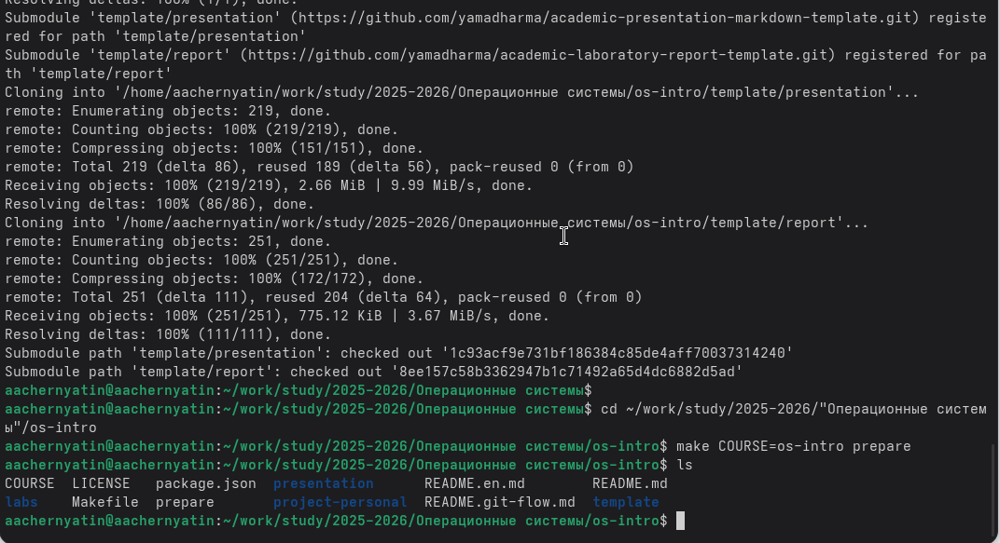 Resolving deltas: 100% (1/1), done.
Submodule 'template/presentation' (https://github.com/yamadharma/academic-presentation-markdown-template.git) registe
red for path 'template/presentation'
Submodule 'template/report' (https://github.com/yamadharma/academic-laboratory-report-template.git) registered for pa
th 'template/report'
Cloning into '/home/aachernyatin/work/study/2025-2026/Операционные системы/os-intro/template/presentation'...
remote: Enumerating objects: 219, done.
remote: Counting objects: 100% (219/219), done.
remote: Compressing objects: 100% (151/151), done.
remote: Total 219 (delta 86), reused 189 (delta 56), pack-reused 0 (from 0)
Receiving objects: 100% (219/219), 2.66 MiB | 9.99 MiB/s, done.
Resolving deltas: 100% (86/86), done.
Cloning into '/home/aachernyatin/work/study/2025-2026/Операционные системы/os-intro/template/report'...
remote: Enumerating objects: 251, done.
remote: Counting objects: 100% (251/251), done.
remote: Compressing objects: 100% (172/172), done.
remote: Total 251 (delta 111), reused 204 (delta 64), pack-reused 0 (from 0)
Receiving objects: 100% (251/251), 775.12 KiB | 3.67 MiB/s, done.
Resolving deltas: 100% (111/111), done.
Submodule path 'template/presentation': checked out '1c93acf9e731bf186384c85de4aff70037314240'
Submodule path 'template/report': checked out '8ee157c58b3362947b1c71492a65d4dc6882d5ad'
aachernyatin@aachernyatin:~/work/study/2025-2026/Операционные системы$
aachernyatin@aachernyatin:~/work/study/2025-2026/Операционные системы$ cd ~/work/study/2025-2026/"Операционные систем
ы"/os-intro
aachernyatin@aachernyatin:~/work/study/2025-2026/Операционные системы/os-intro$ make COURSE=os-intro prepare
aachernyatin@aachernyatin:~/work/study/2025-2026/Операционные системы/os-intro$ ls
COURSE  LICENSE   package.json  presentation      README.en.md        README.md
labs    Makefile  prepare       project-personal  README.git-flow.md  template
aachernyatin@aachernyatin:~/work/study/2025-2026/Операционные системы/os-intro$